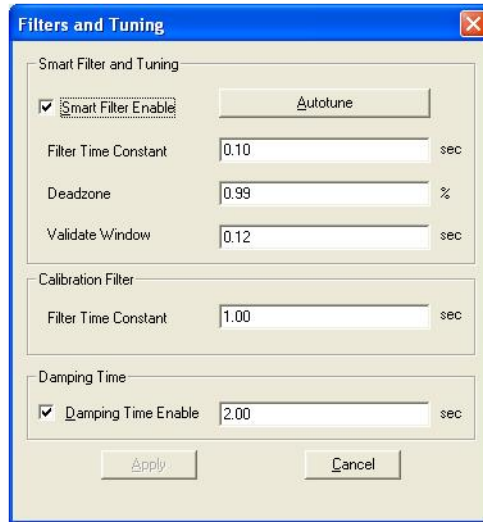 Filters and Tuning
Smart Filter and Tuning
Smart Filter Enable Autotune
Filter Time Constant 0.10 sec
Deadzone 0.99 %
Validate Window 0.12 sec
Calibration Filter
Filter Time Constant 1.00 sec
Damping Time
Damping Time Enable 2.00 sec
Apply Cancel